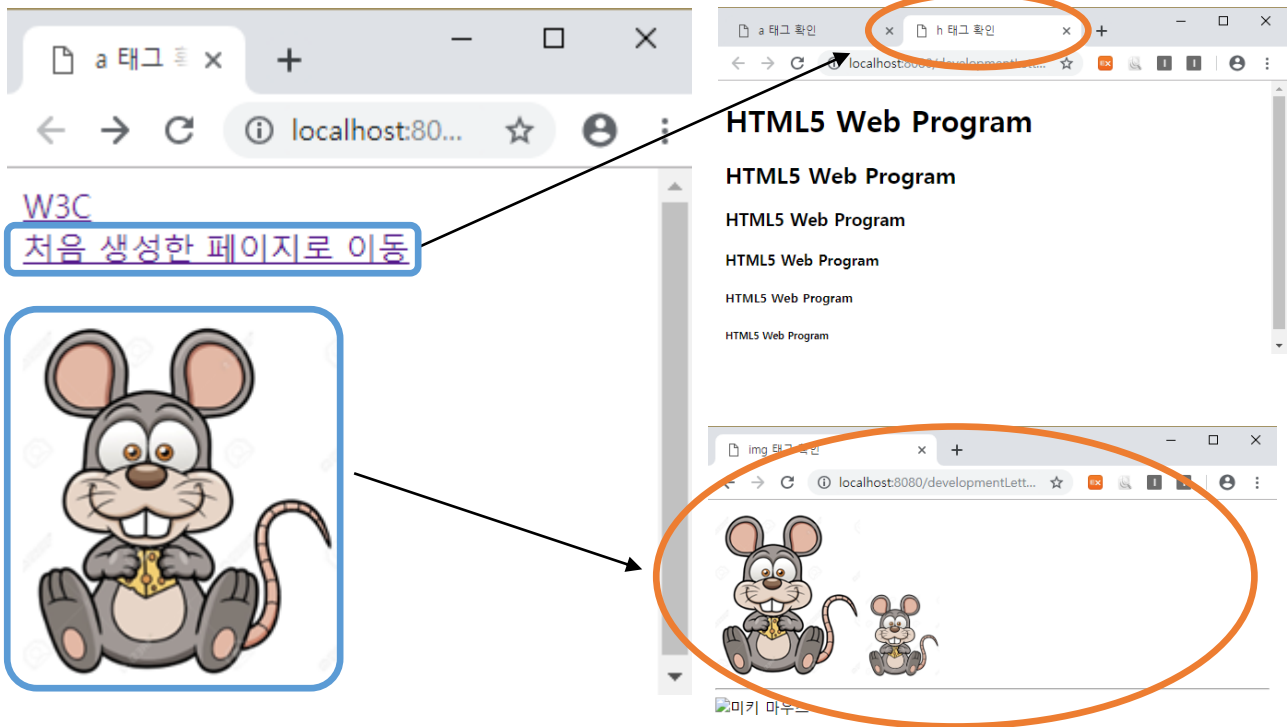 a 태그
localhost:80...
W3C
처음 생성한 페이지로 이동
a 태그 확인
h 태그 확인
localhost:8080/developmentLett...
HTML5 Web Program
HTML5 Web Program
HTML5 Web Program
HTML5 Web Program
HTML5 Web Program
HTML5 Web Program
img 태그 확인
localhost:8080/developmentLett...
미키 마우스